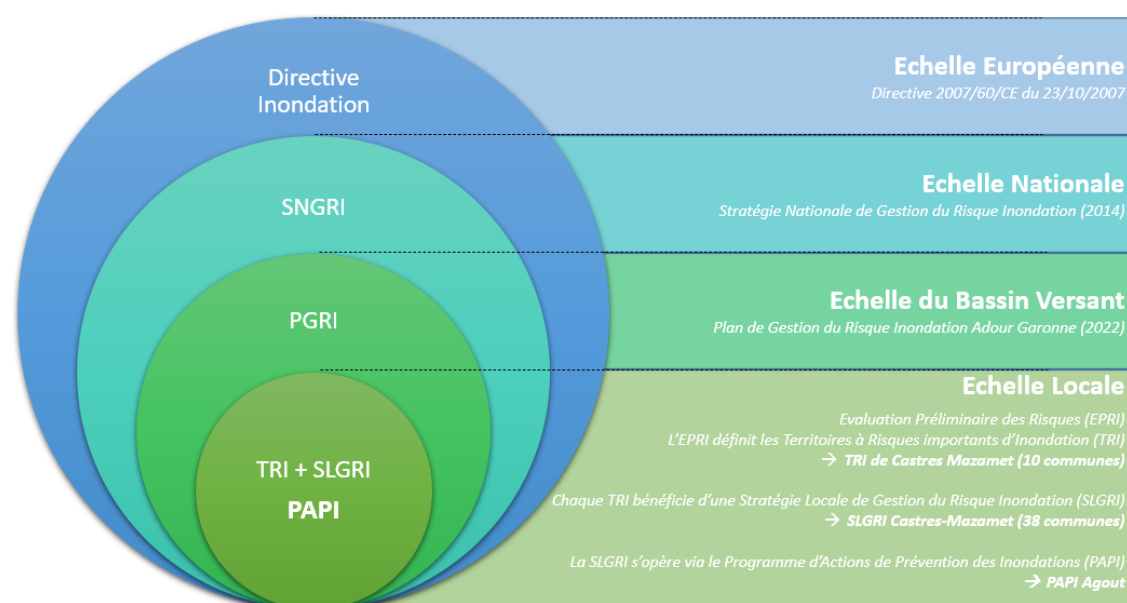 Directive
Inondation
Echelle Européenne
Directive 2007/60/CE du 23/10/2007
SNGRI
Echelle Nationale
Stratégie Nationale de Gestion du Risque Inondation (2014)
PGRI
Echelle du Bassin Versant
Plan de Gestion du Risque Inondation Adour Garonne (2022)
TRI + SLGRI
PAPI
Echelle Locale
Evaluation Préliminaire des Risques (EPRI)
L'EPRI définit les Territoires à Risques importants d'Inondation (TRI)
→ TRI de Castres Mazamet (10 communes)
Chaque TRI bénéficie d'une Stratégie Locale de Gestion du Risque Inondation (SLGRI)
→ SLGRI Castres-Mazamet (38 communes)
La SLGRI s'opère via le Programme d'Actions de Prévention des Inondations (PAPI)
→ PAPI Agout